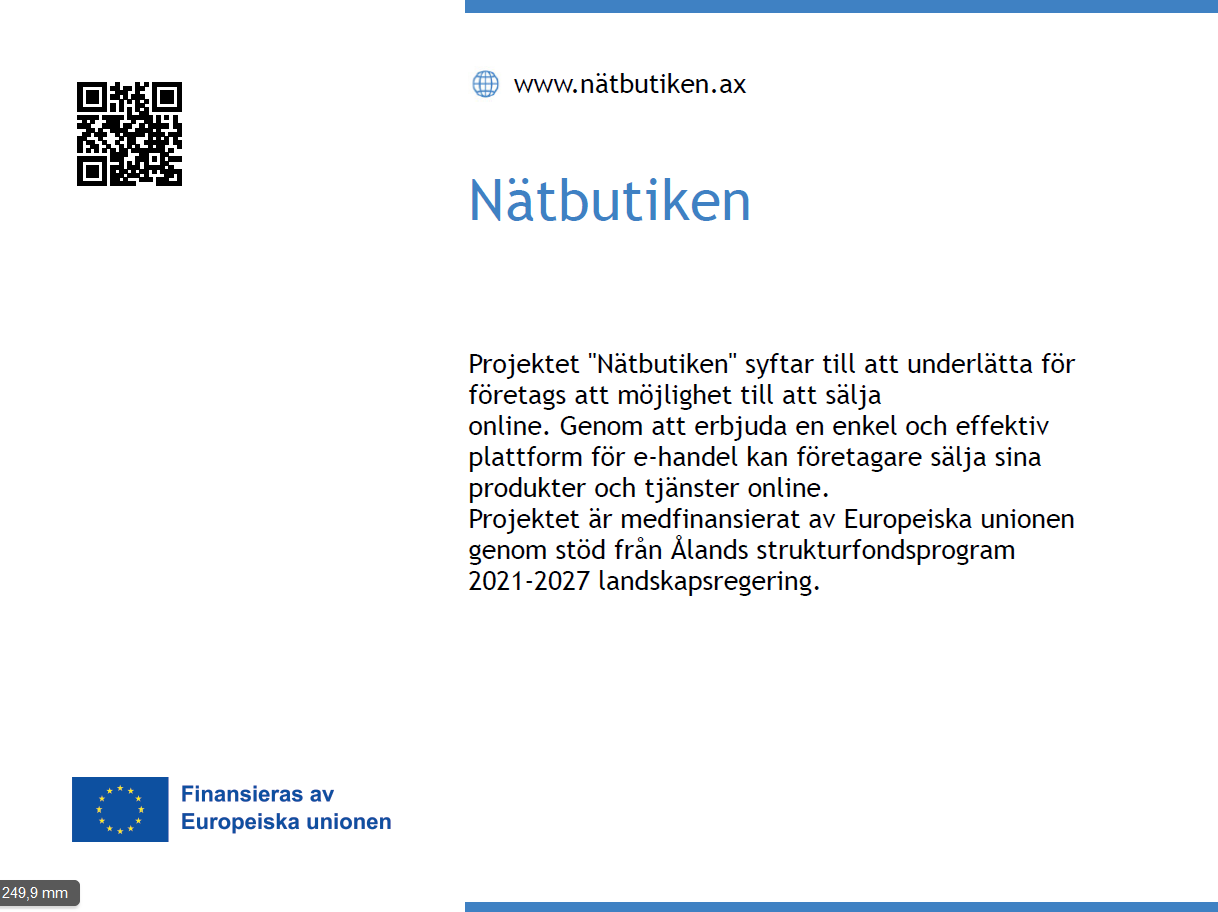 www.nätbutiken.ax
Nätbutiken
Projektet "Nätbutiken" syftar till att underlätta för
företags att möjlighet till att sälja
online. Genom att erbjuda en enkel och effektiv
plattform för e-handel kan företagare sälja sina
produkter och tjänster online.
Projektet är medfinansierat av Europeiska unionen
genom stöd från Ålands strukturfondsprogram
2021-2027 landskapsregering.
Finansieras av
Europeiska unionen
249,9 mm